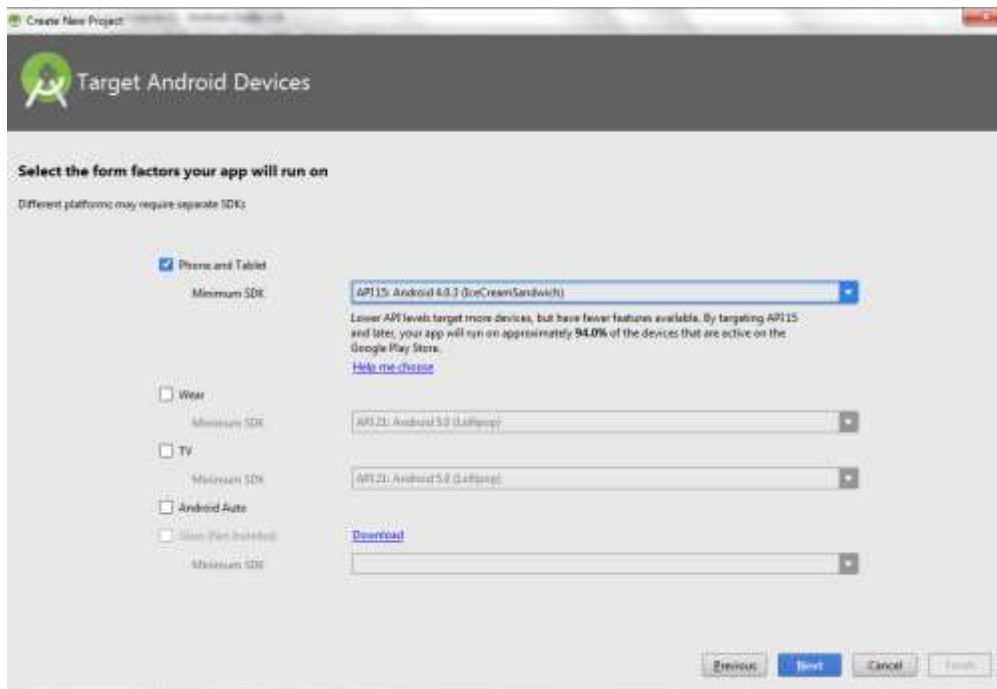 Create New Project
Target Android Devices
Select the form factors your app will run on
Different platforms may require separate SDKs
Phone and Tablet
Minimum SDK
API 15: Android 4.0.3 (IceCreamSandwich)
Lower API levels target more devices, but have fewer features available. By targeting API 15
and later, your app will run on approximately 94.0% of the devices that are active on the
Google Play Store.
Help me choose
Wear
Minimum SDK
API 21: Android 5.0 (Lollipop)
TV
Minimum SDK
API 21: Android 5.0 (Lollipop)
Android Auto
Glass (Not Installed)
Download
Minimum SDK
Previous
Next
Cancel
Finish